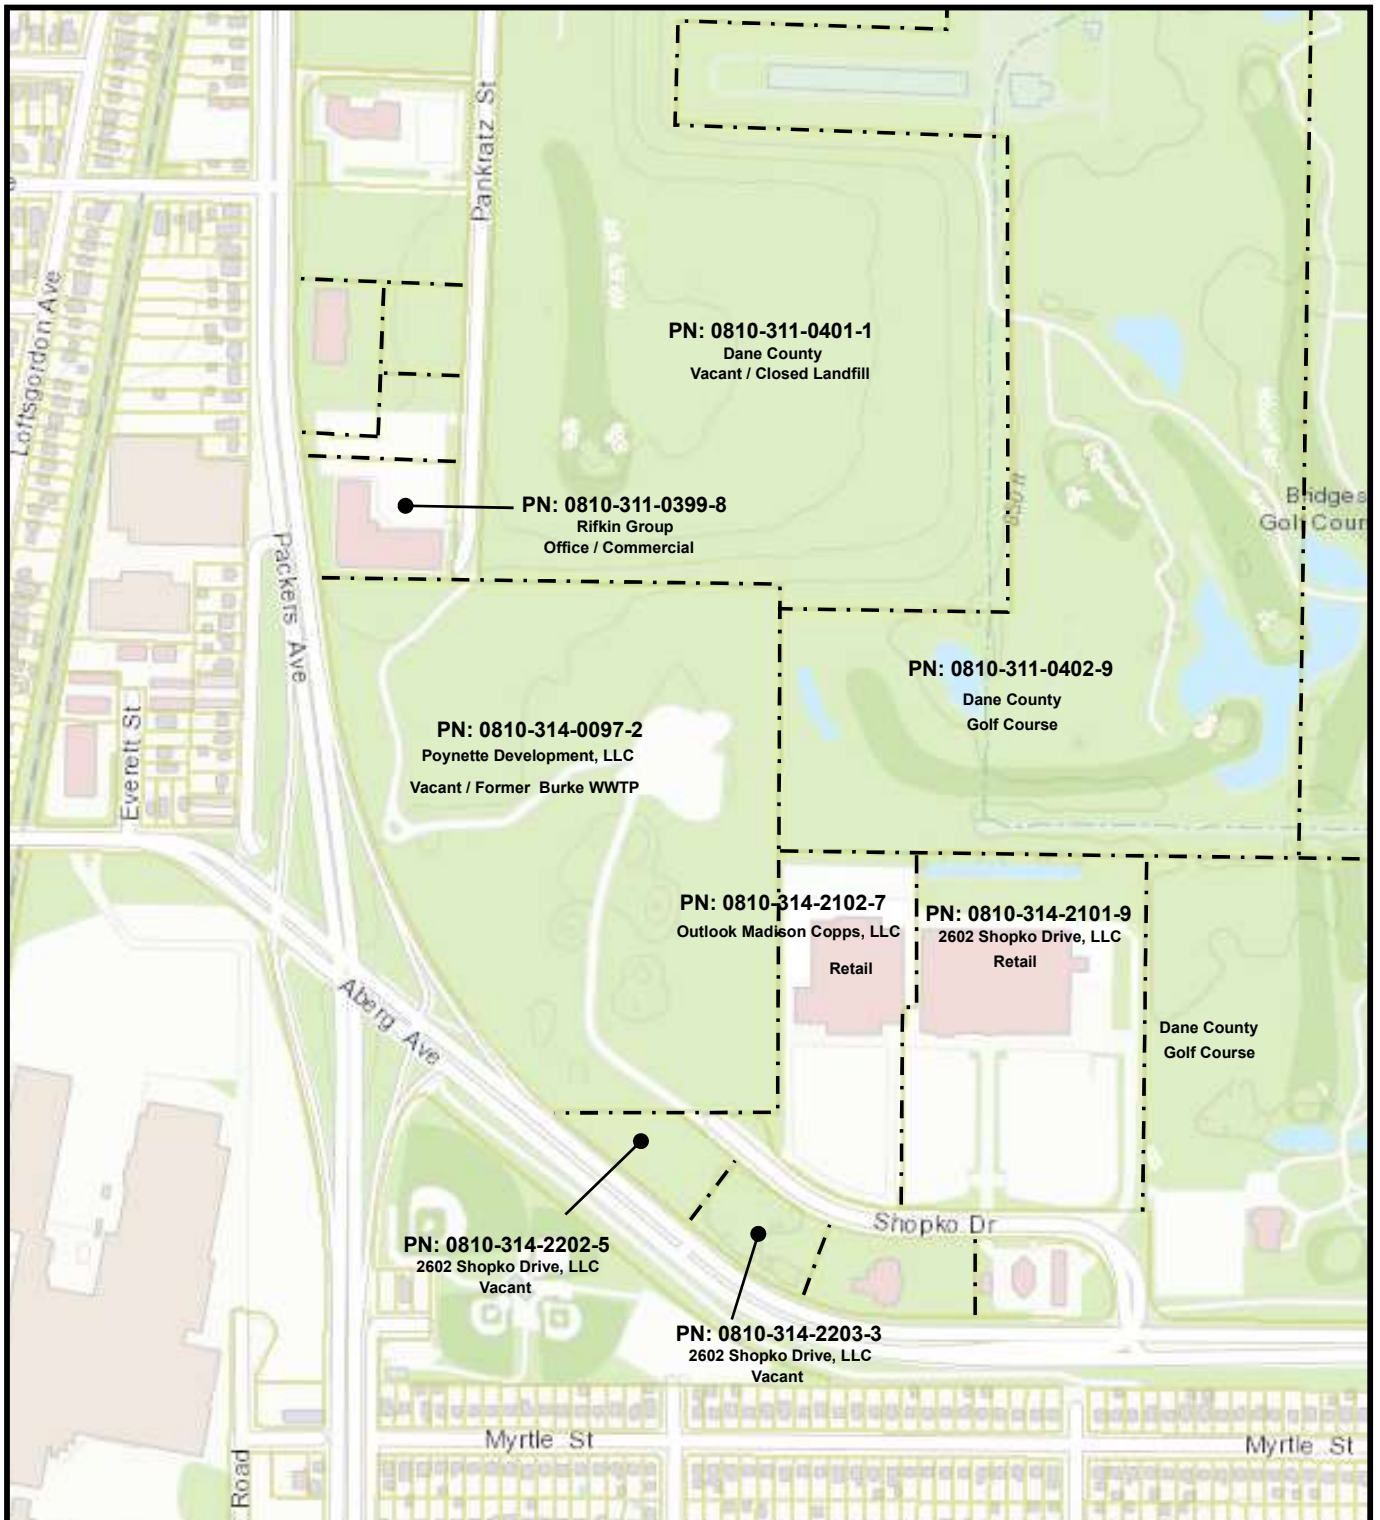 Pankratz St
Loftsgordon Ave
PN: 0810-311-0401-1
Dane County
Vacant / Closed Landfill
850 ft
Bridges
Golf Cour
PN: 0810-311-0399-8
Rifkin Group
Office / Commercial
Packers Ave
PN: 0810-311-0402-9
Dane County
Golf Course
Everett St
PN: 0810-314-0097-2
Poynette Development, LLC
Vacant / Former Burke WWTP
PN: 0810-314-2102-7
Outlook Madison Copps, LLC
Retail
PN: 0810-314-2101-9
2602 Shopko Drive, LLC
Retail
Aberg Ave
Dane County
Golf Course
Shopko Dr
PN: 0810-314-2202-5
2602 Shopko Drive, LLC
Vacant
PN: 0810-314-2203-3
2602 Shopko Drive, LLC
Vacant
Myrtle St
Myrtle St
Road